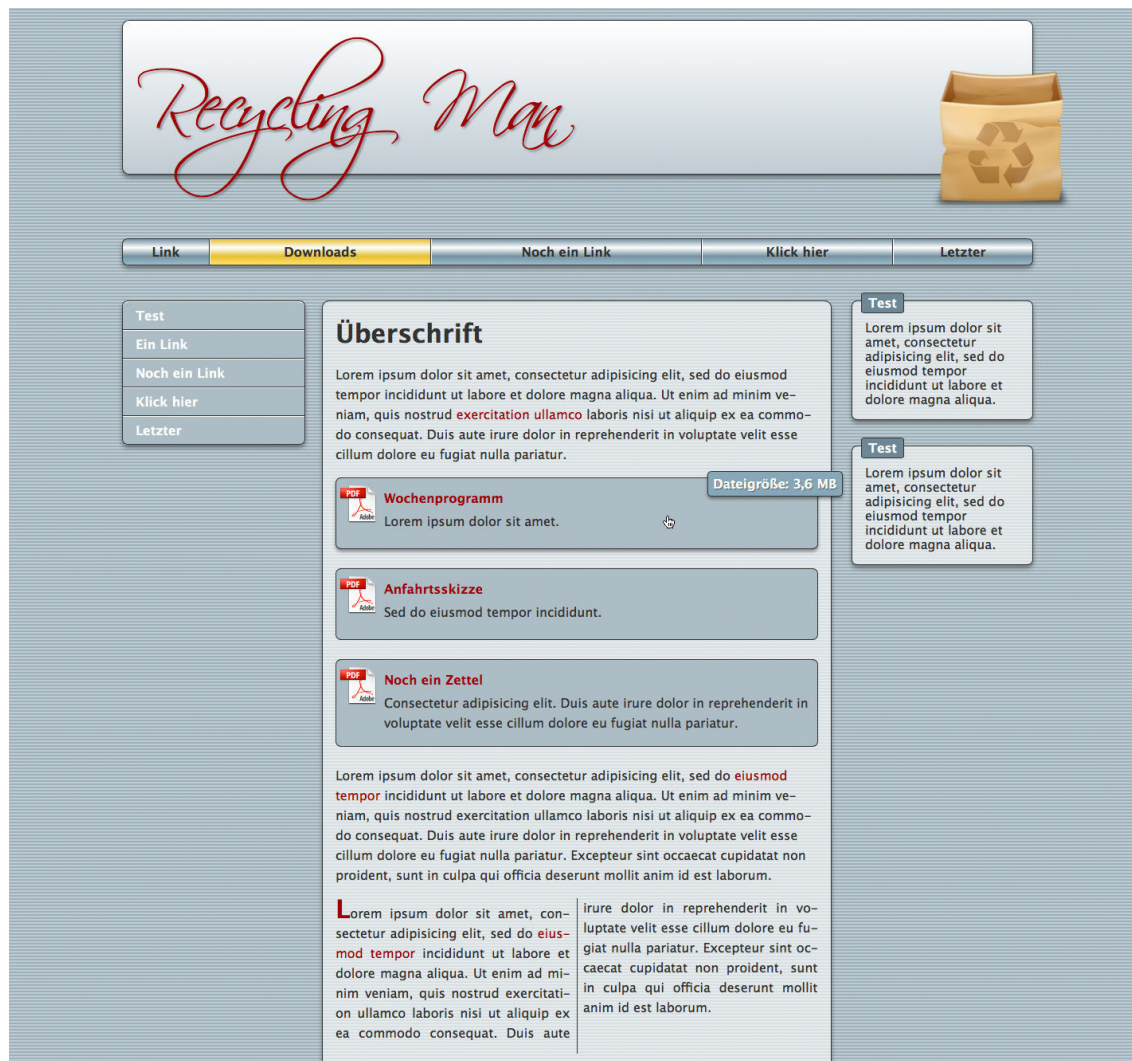 Recycling Man
Link
Downloads
Noch ein Link
Klick hier
Letzter
Test
Ein Link
Noch ein Link
Klick hier
Letzter
Überschrift
Lorem ipsum dolor sit amet, consectetur adipisicing elit, sed do eiusmod
tempor incididunt ut labore et dolore magna aliqua. Ut enim ad minim ve-
niam, quis nostrud exercitation ullamco laboris nisi ut aliquip ex ea commo-
do consequat. Duis aute irure dolor in reprehenderit in voluptate velit esse
cillum dolore eu fugiat nulla pariatur.
Dateigröße: 3,6 MB
PDF
Adobe
Wochenprogramm
Lorem ipsum dolor sit amet.
PDF
Adobe
Anfahrtsskizze
Sed do eiusmod tempor incididunt.
PDF
Adobe
Noch ein Zettel
Consectetur adipisicing elit. Duis aute irure dolor in reprehenderit in
voluptate velit esse cillum dolore eu fugiat nulla pariatur.
Lorem ipsum dolor sit amet, consectetur adipisicing elit, sed do eiusmod
tempor incididunt ut labore et dolore magna aliqua. Ut enim ad minim ve-
niam, quis nostrud exercitation ullamco laboris nisi ut aliquip ex ea commo-
do consequat. Duis aute irure dolor in reprehenderit in voluptate velit esse
cillum dolore eu fugiat nulla pariatur. Excepteur sint occaecat cupidatat non
proident, sunt in culpa qui officia deserunt mollit anim id est laborum.
Lorem ipsum dolor sit amet, con-
sectetur adipisicing elit, sed do eius-
mod tempor incididunt ut labore et
dolore magna aliqua. Ut enim ad mi-
nim veniam, quis nostrud exercitati-
on ullamco laboris nisi ut aliquip ex
ea commodo consequat. Duis aute
irure dolor in reprehenderit in vo-
luptate velit esse cillum dolore eu fu-
giat nulla pariatur. Excepteur sint oc-
caecat cupidatat non proident, sunt
in culpa qui officia deserunt mollit
anim id est laborum.
Test
Lorem ipsum dolor sit
amet, consectetur
adipisicing elit, sed do
eiusmod tempor
incididunt ut labore et
dolore magna aliqua.
Test
Lorem ipsum dolor sit
amet, consectetur
adipisicing elit, sed do
eiusmod tempor
incididunt ut labore et
dolore magna aliqua.